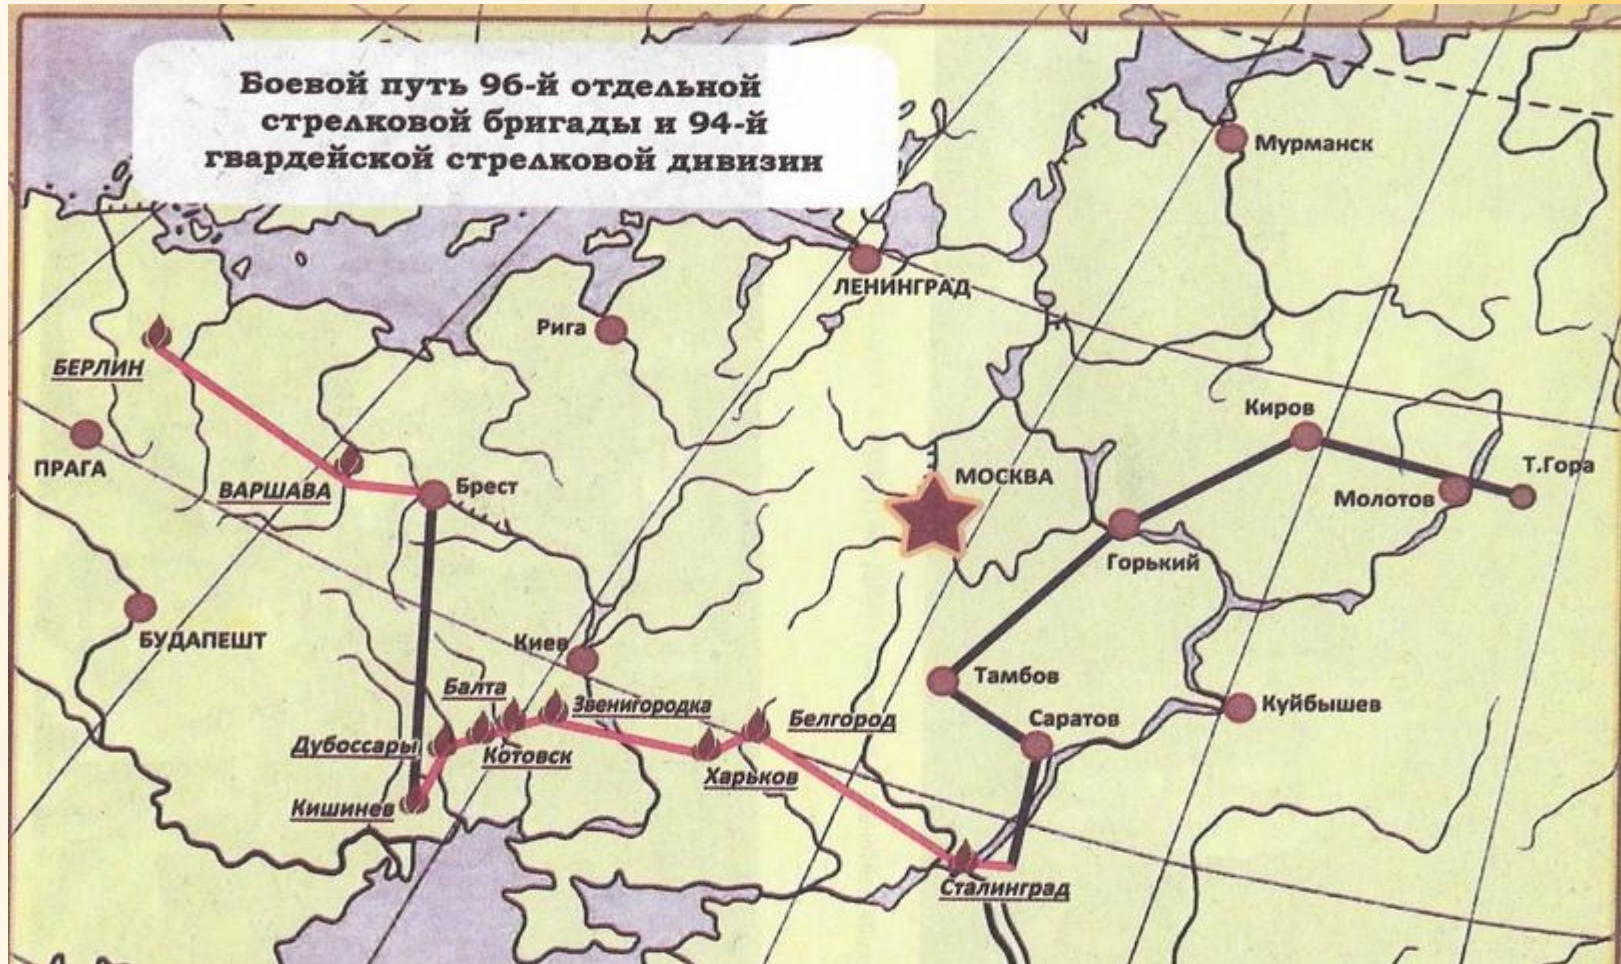 Боевой путь 96-й отдельной
стрелковой бригады и 94-й
гвардейской стрелковой дивизии
Мурманск
ЛЕНИНГРАД
Рига
БЕРЛИН
Киров
ПРАГА
Т.Гора
ВАРШАВА
Брест
МОСКВА
Молотов
Горький
БУДАПЕШТ
Киев
Тамбов
Балта
Звенигородка
Белгород
Саратов
Куйбышев
Дубоссары
Котовск
Харьков
Кишинев
Сталинград